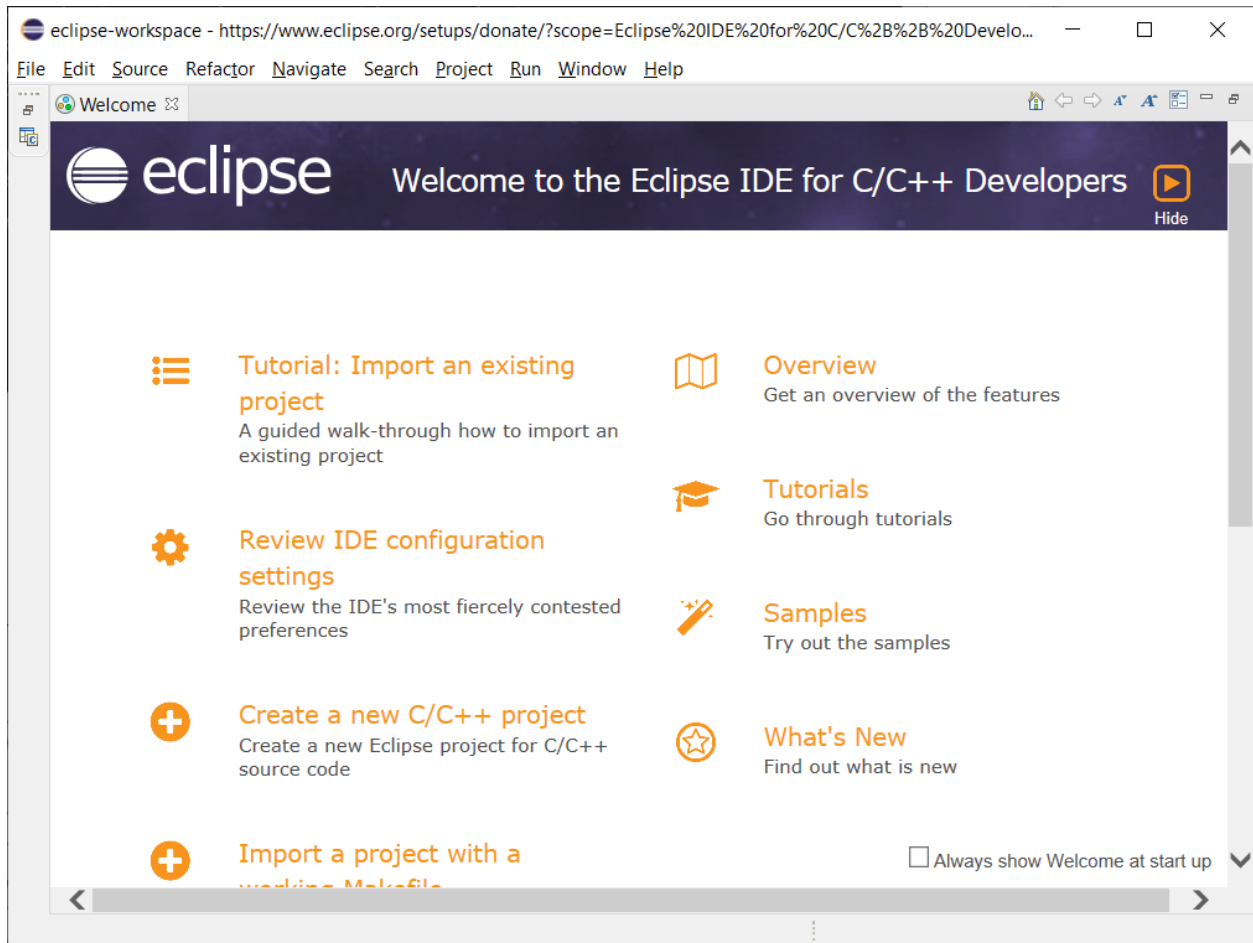 eclipse-workspace - https://www.eclipse.org/setups/donate/?scope=Eclipse%20IDE%20for%20C/C%2B%2B%20Develo...
File Edit Source Refactor Navigate Search Project Run Window Help
Welcome
eclipse Welcome to the Eclipse IDE for C/C++ Developers
Hide
Tutorial: Import an existing
project
A guided walk-through how to import an
existing project
Review IDE configuration
settings
Review the IDE's most fiercely contested
preferences
Create a new C/C++ project
Create a new Eclipse project for C/C++
source code
Import a project with a
working Makefile
Overview
Get an overview of the features
Tutorials
Go through tutorials
Samples
Try out the samples
What's New
Find out what is new
Always show Welcome at start up